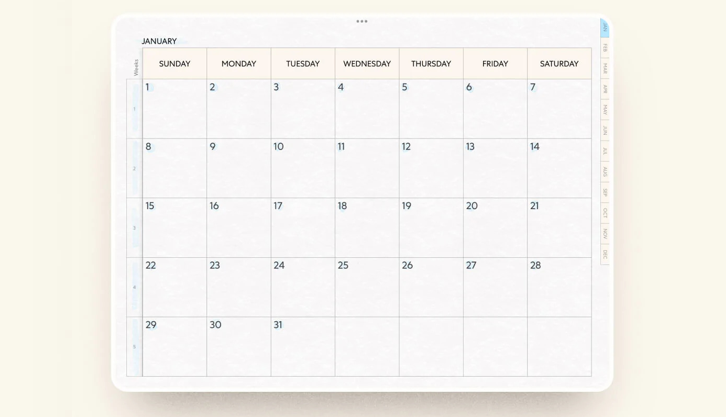 JANUARY
Weeks SUNDAY MONDAY TUESDAY WEDNESDAY THURSDAY FRIDAY SATURDAY
1 1 2 3 4 5 6 7
2 8 9 10 11 12 13 14
3 15 16 17 18 19 20 21
4 22 23 24 25 26 27 28
5 29 30 31
JAN
FEB
MAR
APR
MAY
JUN
JUL
AUG
SEP
OCT
NOV
DEC